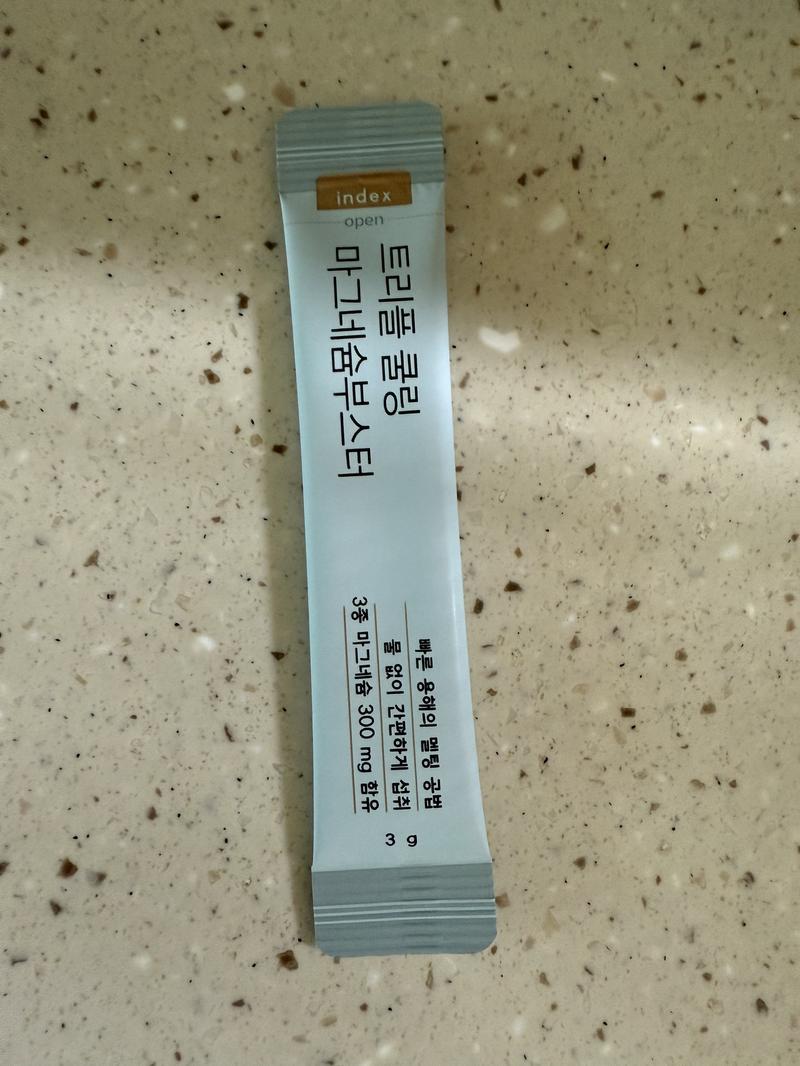 index
open
트리플 쿨링
마그네슘부스터
빠른 용해의 멜팅 공법
물 없이 간편하게 섭취
3종 마그네슘 300 mg 함유
3 g